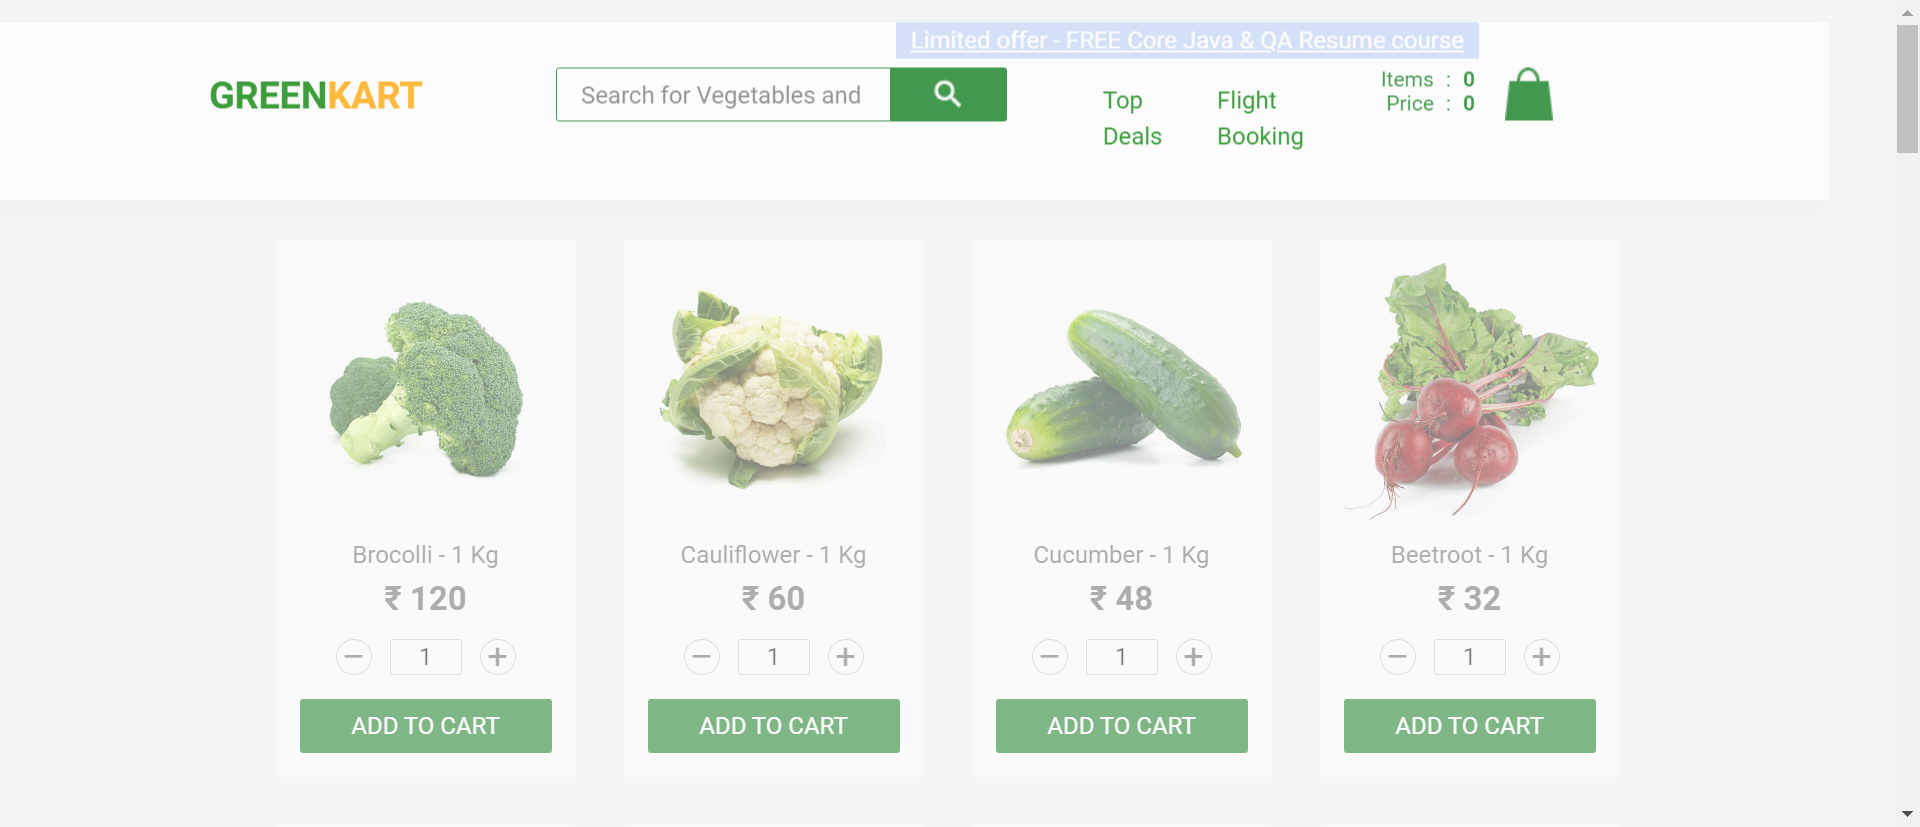 Limited offer - FREE Core Java & QA Resume course
GREENKART
Search for Vegetables and
Top Deals
Flight Booking
Items : 0
Price : 0
Brocolli - 1 Kg
₹ 120
1
ADD TO CART
Cauliflower - 1 Kg
₹ 60
1
ADD TO CART
Cucumber - 1 Kg
₹ 48
1
ADD TO CART
Beetroot - 1 Kg
₹ 32
1
ADD TO CART